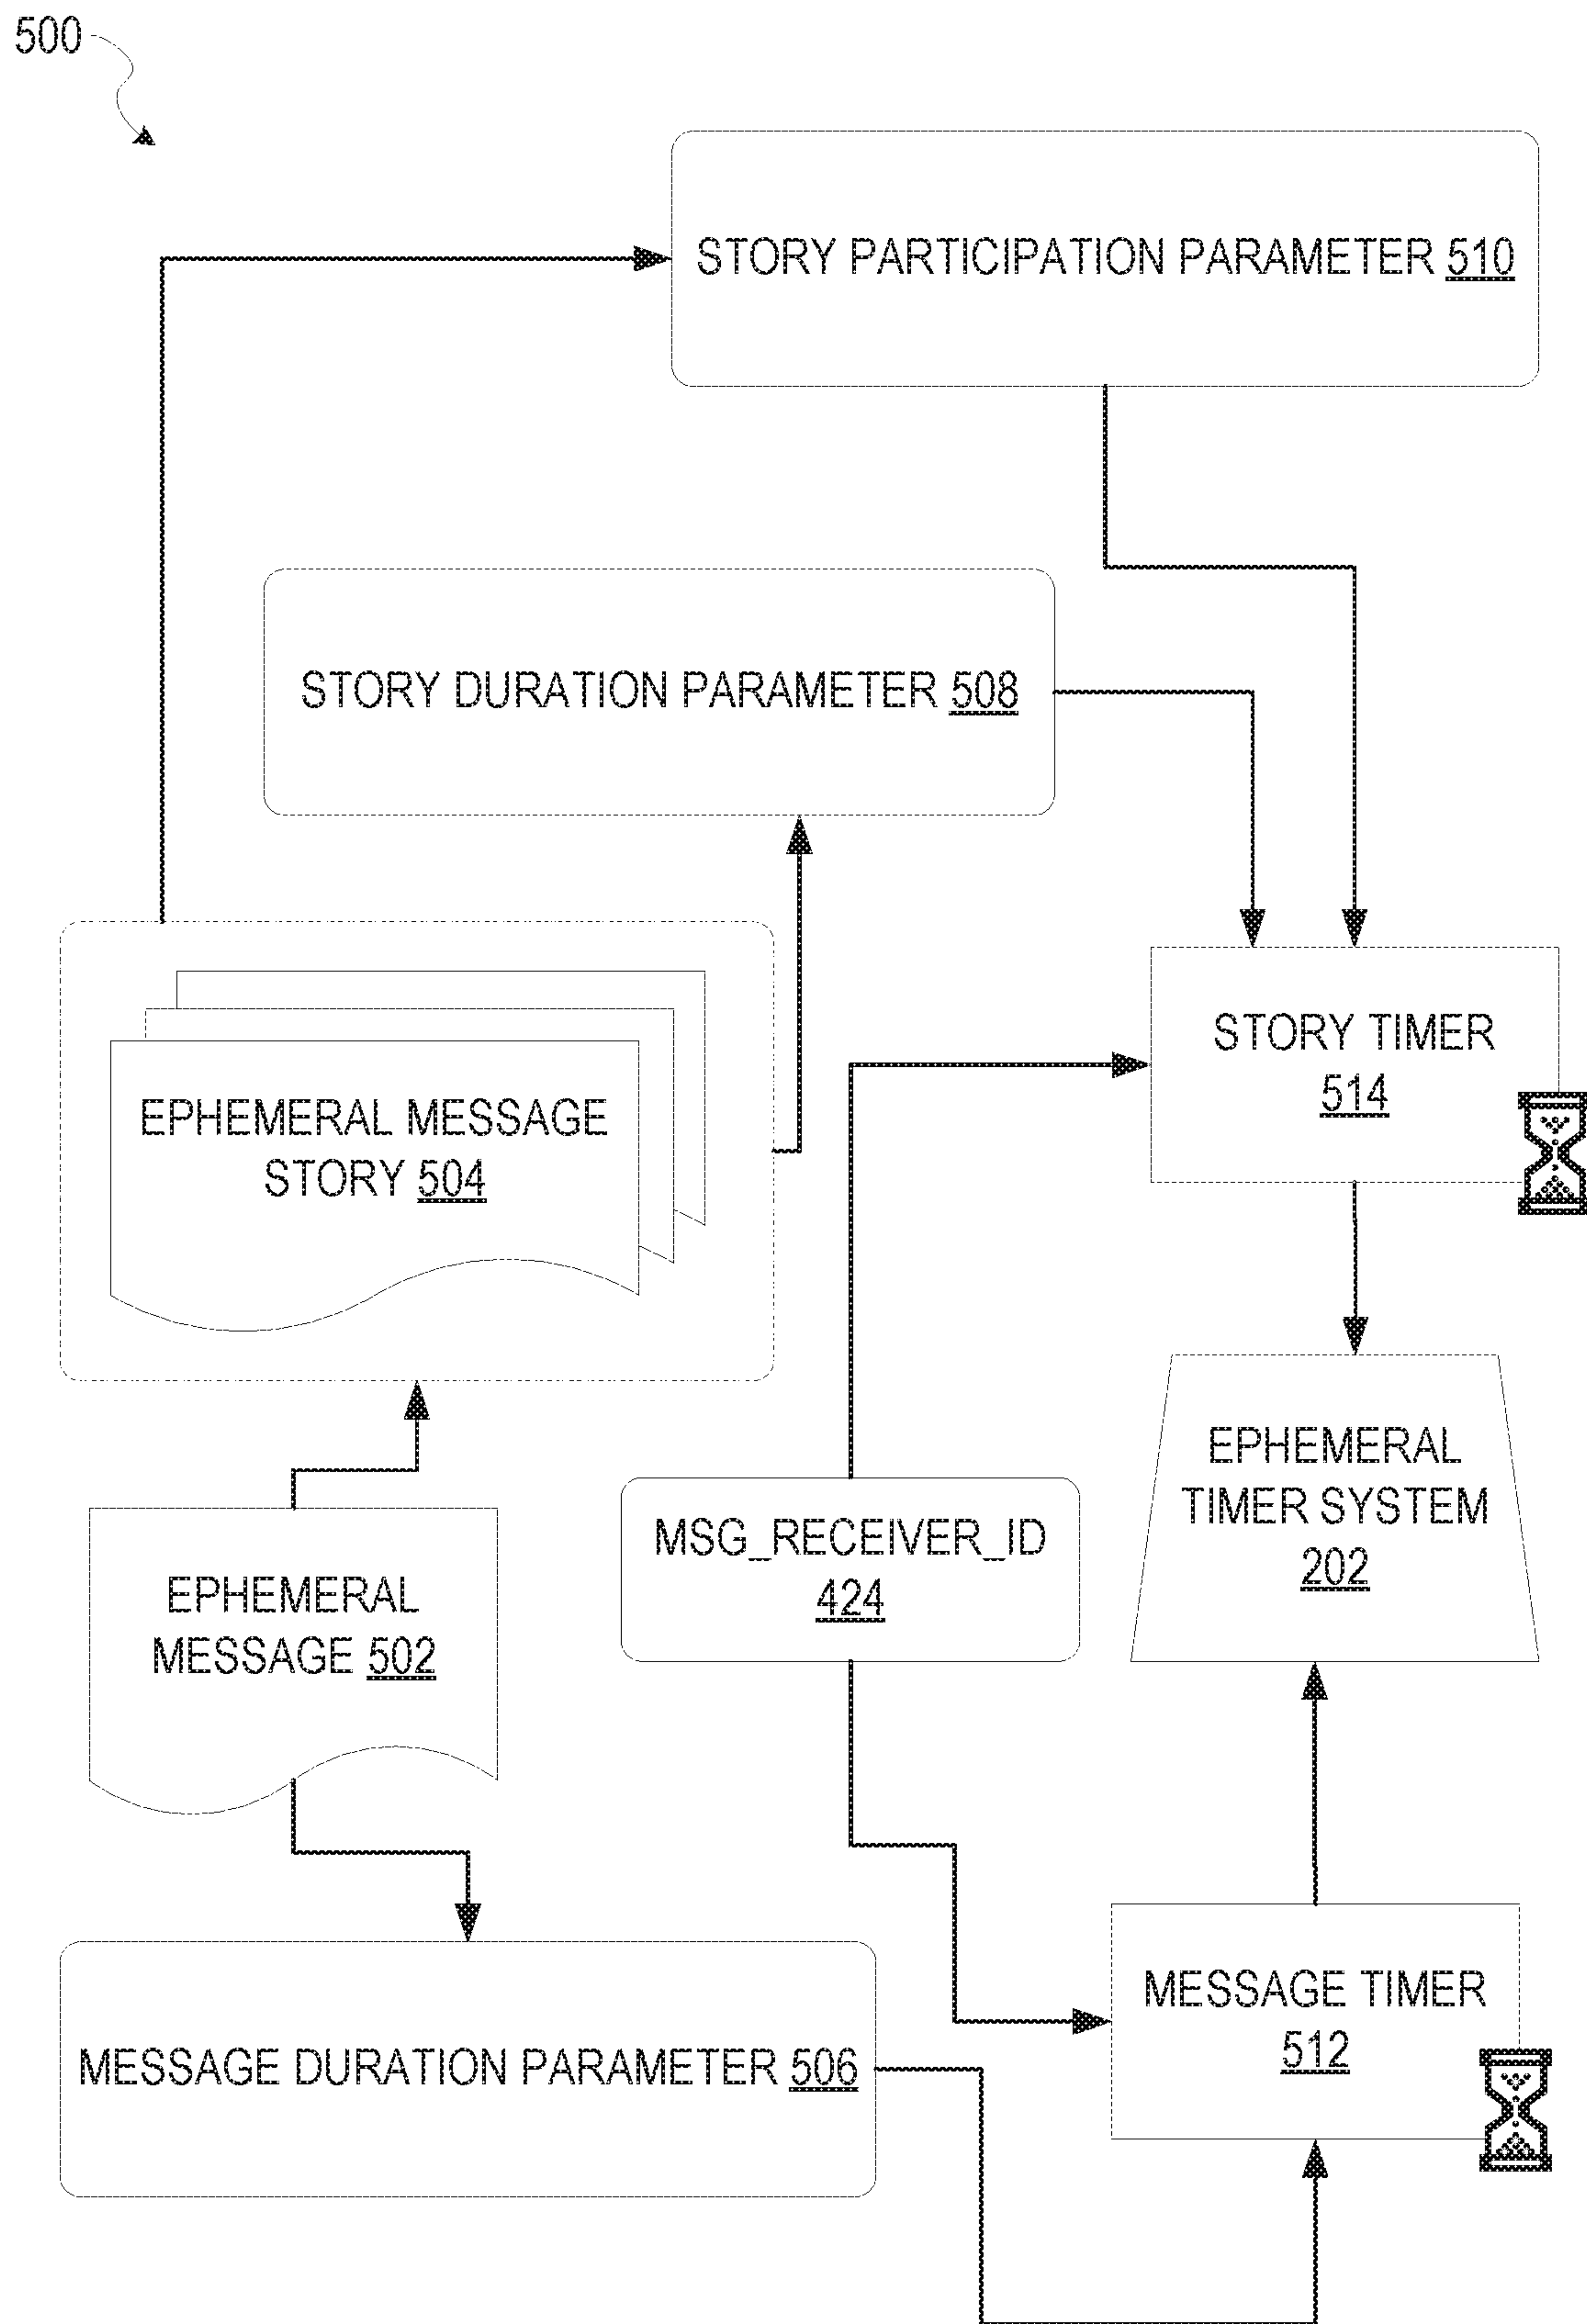 500
STORY PARTICIPATION PARAMETER 510
STORY DURATION PARAMETER 508
EPHEMERAL MESSAGE
STORY 504
STORY TIMER
514
EPHEMERAL
TIMER SYSTEM
202
MSG_RECEIVER_ID
424
EPHEMERAL
MESSAGE 502
MESSAGE TIMER
512
MESSAGE DURATION PARAMETER 506